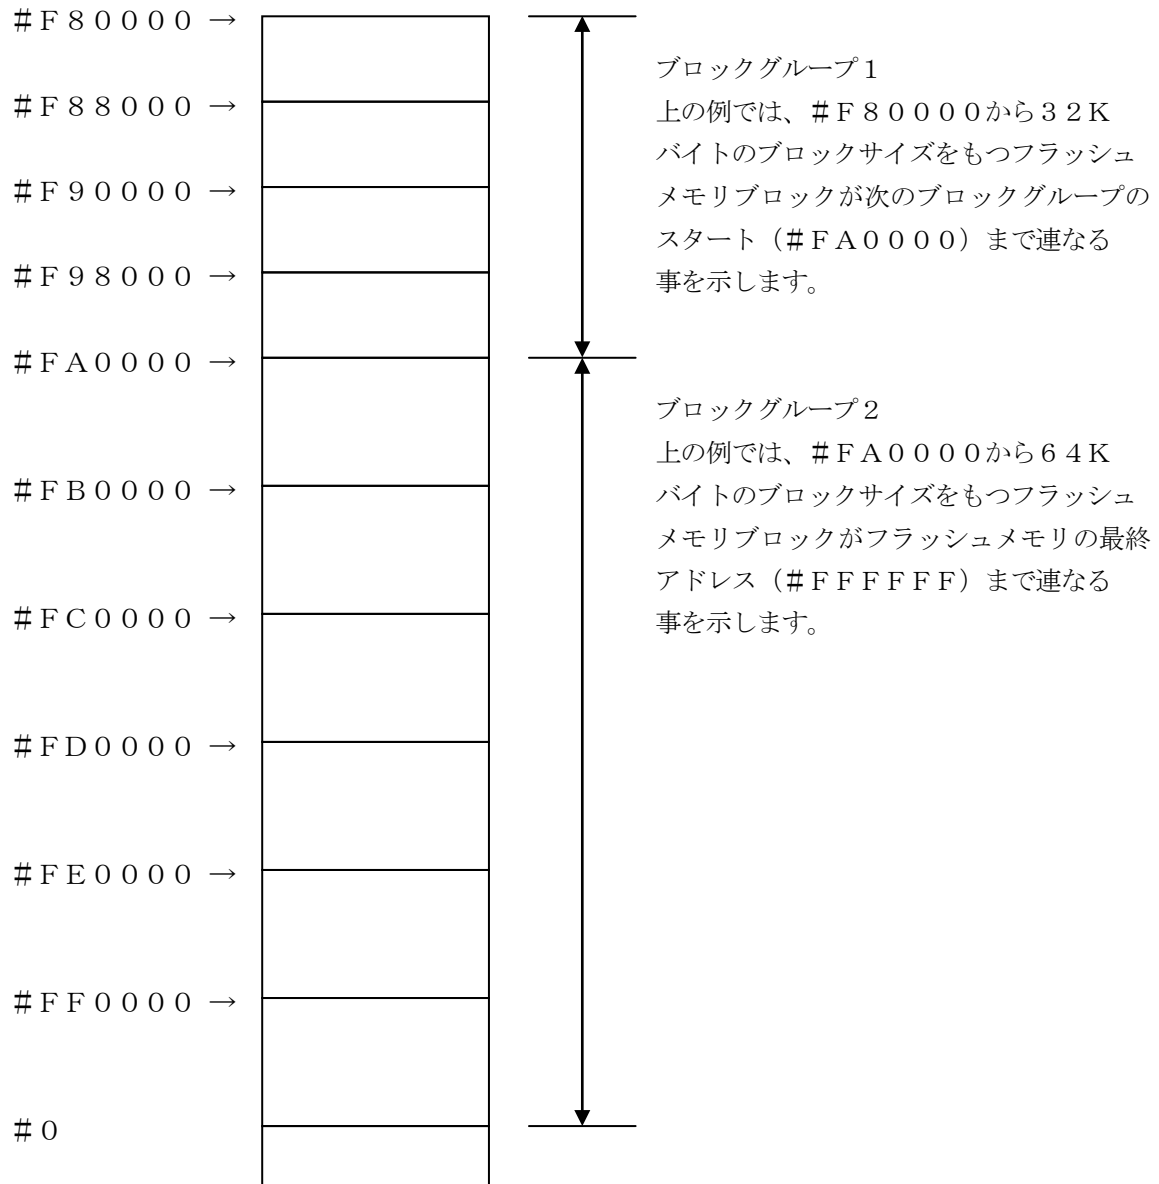 ＃Ｆ８００００ →
＃Ｆ８８０００ →
＃Ｆ９００００ →
＃Ｆ９８０００ →
＃ＦＡ００００ →
＃ＦＢ００００ →
＃ＦＣ００００ →
＃ＦＤ００００ →
＃ＦＥ００００ →
＃ＦＦ００００ →
＃０
ブロックグループ１
上の例では、＃Ｆ８００００から３２Ｋ
バイトのブロックサイズをもつフラッシュ
メモリブロックが次のブロックグループの
スタート（＃ＦＡ００００）まで連なる
事を示します。
ブロックグループ２
上の例では、＃ＦＡ００００から６４Ｋ
バイトのブロックサイズをもつフラッシュ
メモリブロックがフラッシュメモリの最終
アドレス（＃ＦＦＦＦＦＦ）まで連なる
事を示します。